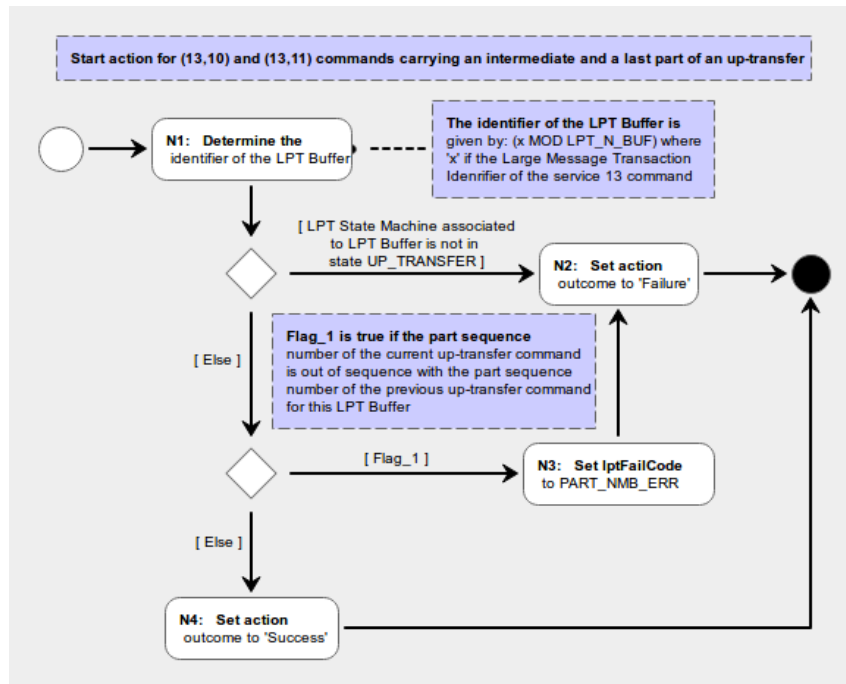 Start action for (13,10) and (13,11) commands carrying an intermediate and a last part of an up-transfer
N1: Determine the
identifier of the LPT Buffer
The identifier of the LPT Buffer is
given by: (x MOD LPT_N_BUF) where
'x' if the Large Message Transaction
Idenrifier of the service 13 command
[ LPT State Machine associated
to LPT Buffer is not in
state UP_TRANSFER ]
N2: Set action
outcome to 'Failure'
[ Else ]
Flag_1 is true if the part sequence
number of the current up-transfer command
is out of sequence with the part sequence
number of the previous up-transfer command
for this LPT Buffer
[ Flag_1 ]
N3: Set lptFailCode
to PART_NMB_ERR
[ Else ]
N4: Set action
outcome to 'Success'